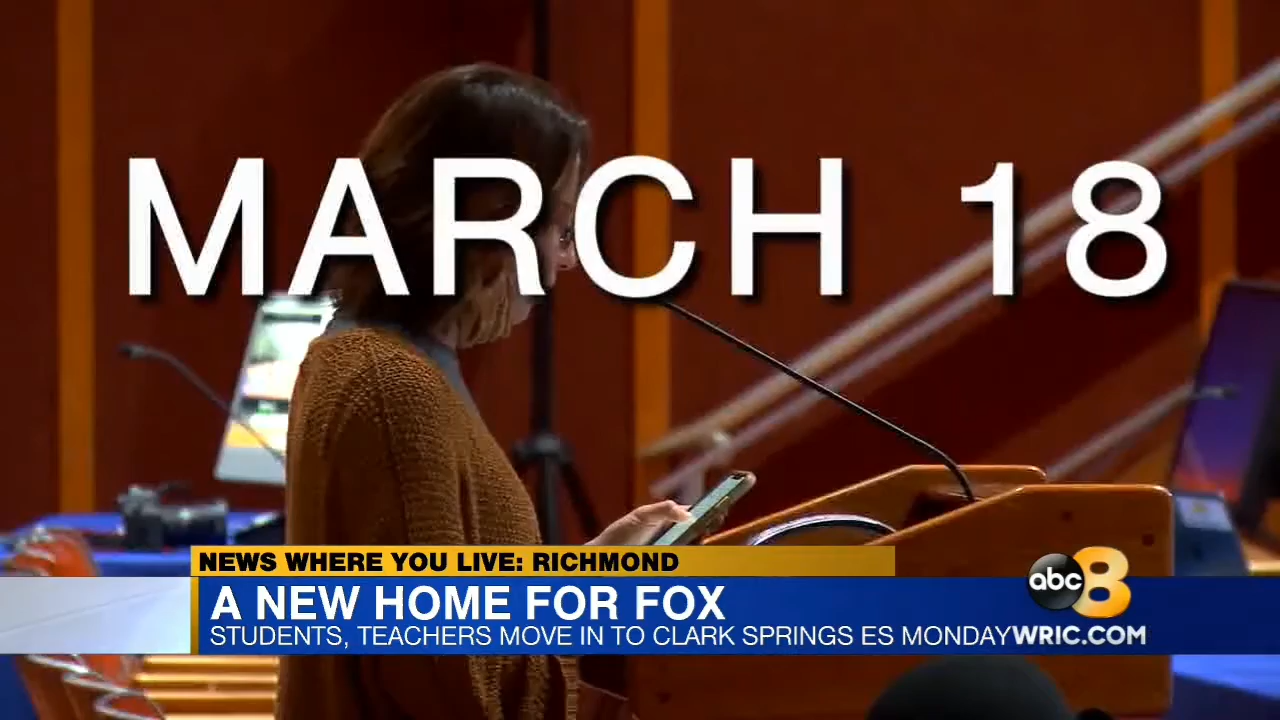 MARCH 18
NEWS WHERE YOU LIVE: RICHMOND
A NEW HOME FOR FOX
abc 8
STUDENTS, TEACHERS MOVE IN TO CLARK SPRINGS ES MONDAY
WRIC.COM